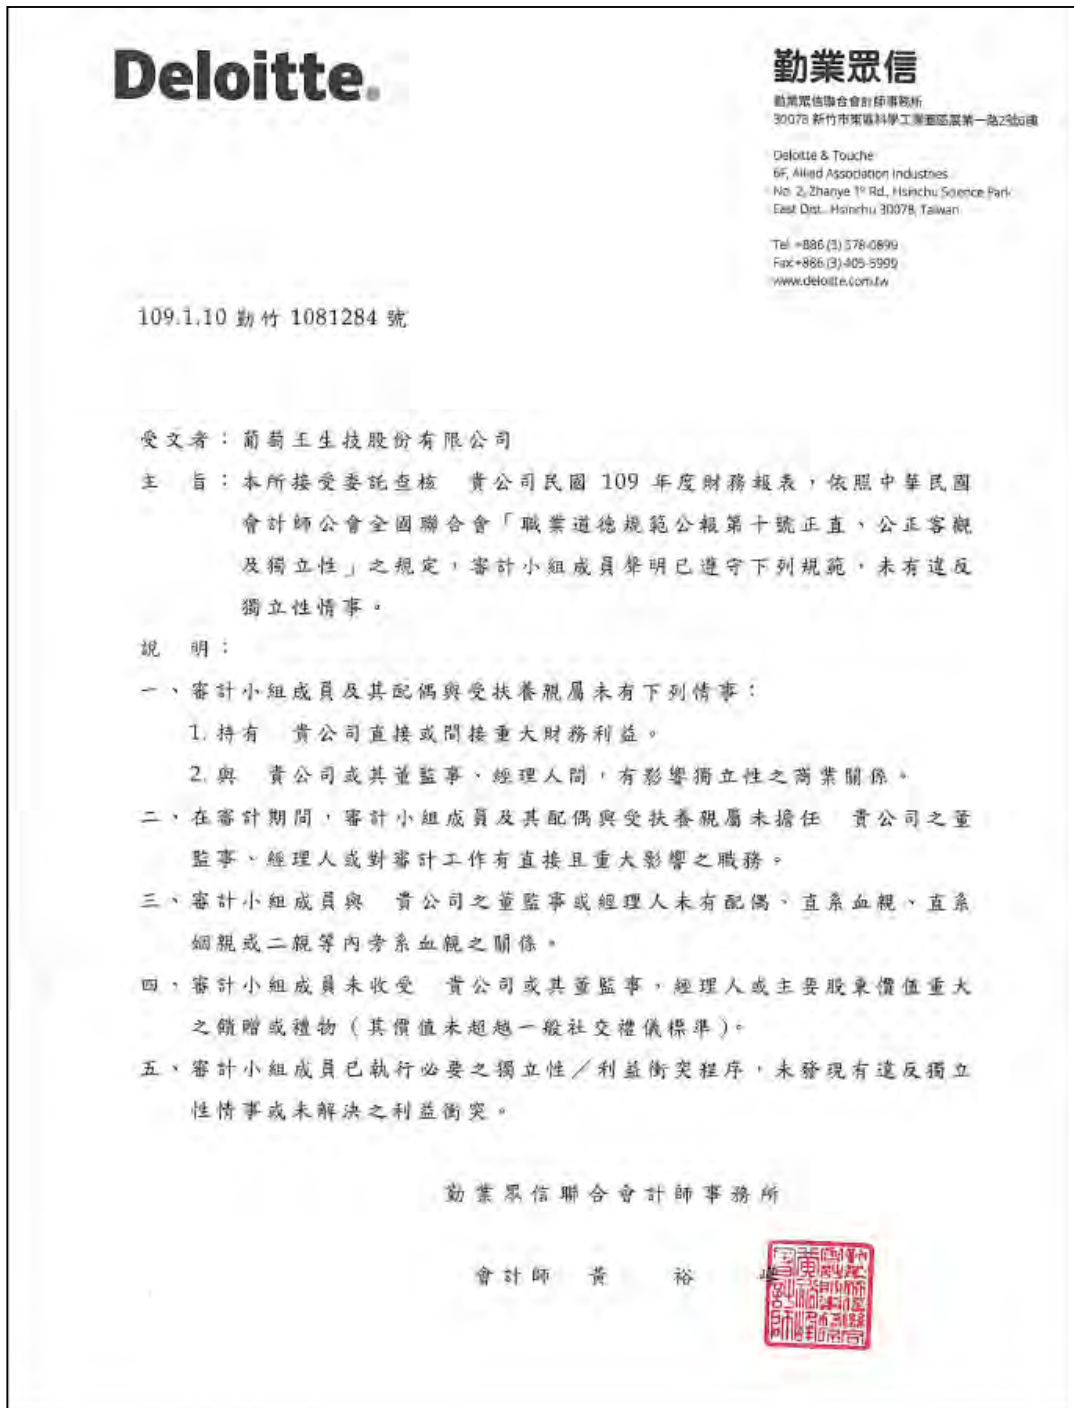 Deloitte.
勤業眾信
勤業眾信聯合會計師事務所
30078 新竹市東區科學工業園區展業一路2號6樓
Deloitte & Touche
6F, Allied Association Industries
No. 2, Zhanye 1st Rd., Hsinchu Science Park
East Dist., Hsinchu 30078, Taiwan
Tel +886 (3) 578-0899
Fax +886 (3) 405-5999
www.deloitte.com.tw
109.1.10 勤竹 1081284 號
受文者：葡萄王生技股份有限公司
主　旨：本所接受委託查核　貴公司民國 109 年度財務報表，依照中華民國
會計師公會全國聯合會「職業道德規範公報第十號正直、公正客觀
及獨立性」之規定，審計小組成員聲明已遵守下列規範，未有違反
獨立性情事。
說　明：
一、審計小組成員及其配偶與受扶養親屬未有下列情事：
1. 持有　貴公司直接或間接重大財務利益。
2. 與　貴公司或其董監事、經理人間，有影響獨立性之商業關係。
二、在審計期間，審計小組成員及其配偶與受扶養親屬未擔任　貴公司之董
監事、經理人或對審計工作有直接且重大影響之職務。
三、審計小組成員與　貴公司之董監事或經理人未有配偶、直系血親、直系
姻親或二親等內旁系血親之關係。
四、審計小組成員未收受　貴公司或其董監事，經理人或主要股東價值重大
之餽贈或禮物（其價值未超越一般社交禮儀標準）。
五、審計小組成員已執行必要之獨立性／利益衝突程序，未發現有違反獨立
性情事或未解決之利益衝突。
勤業眾信聯合會計師事務所
會計師　黃　裕　峰